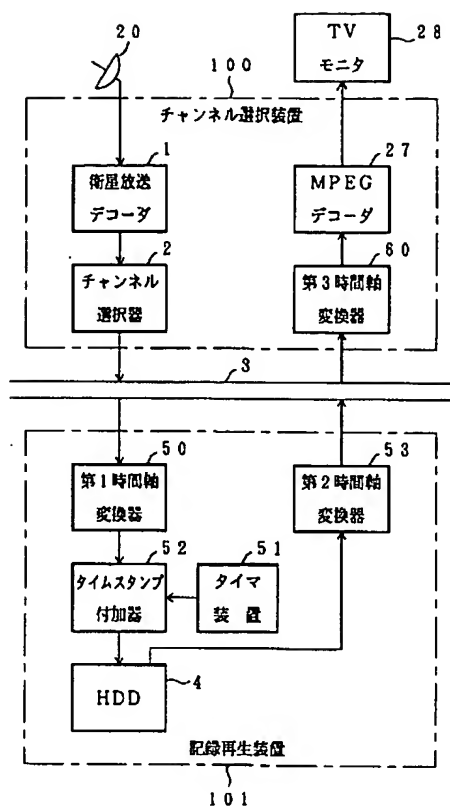 20
TV
モニタ
28
100
チャンネル選択装置
1
衛星放送
デコーダ
27
MPEG
デコーダ
2
チャンネル
選択器
60
第3時間軸
変換器
3
50
第1時間軸
変換器
53
第2時間軸
変換器
52
タイムスタンプ
付加器
51
タイマ
装置
HDD
4
記録再生装置
101